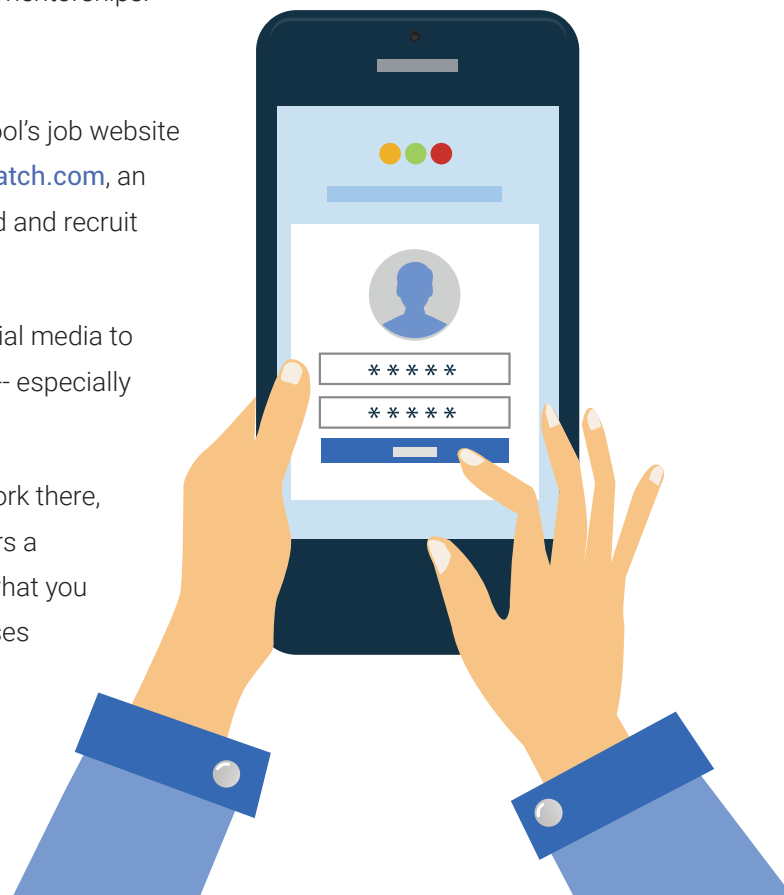 ool's job website
atch.com, an
d and recruit
ial media to
-- especially
ork there,
rs a
hat you
ses
*****
*****